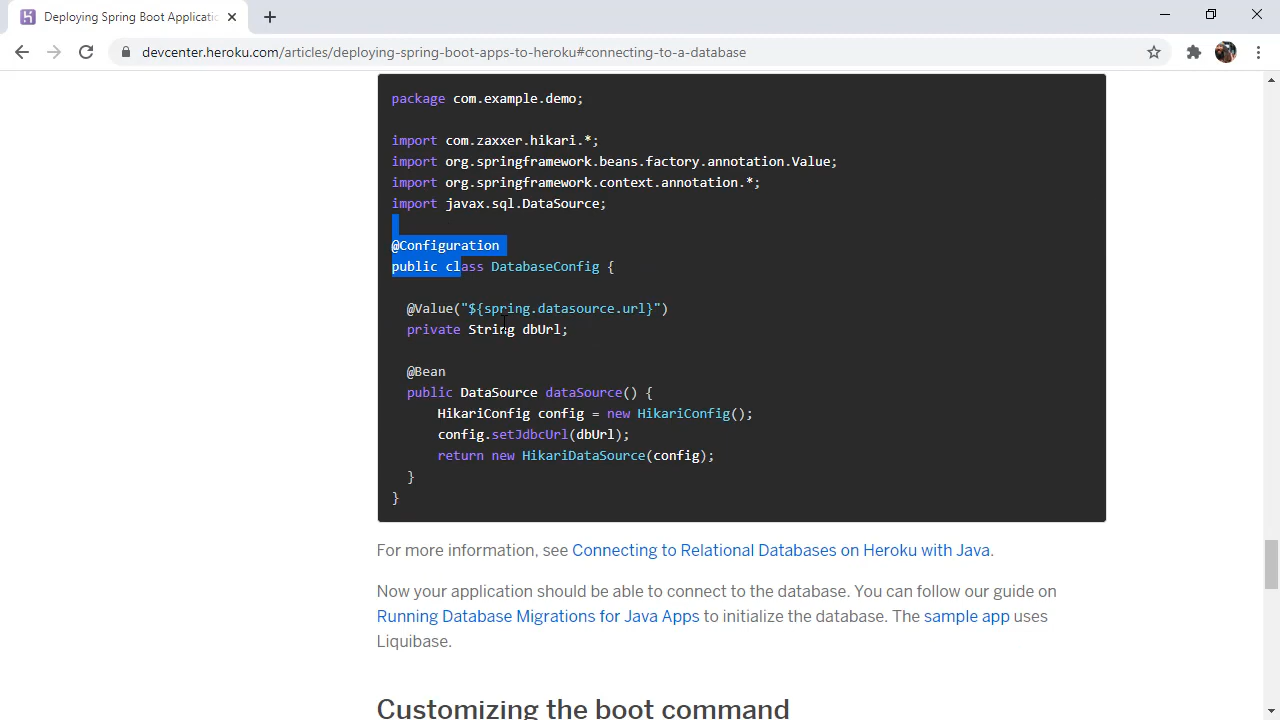 Deploying Spring Boot Applicatio
devcenter.heroku.com/articles/deploying-spring-boot-apps-to-heroku#connecting-to-a-database
package com.example.demo;
import com.zaxxer.hikari.*;
import org.springframework.beans.factory.annotation.Value;
import org.springframework.context.annotation.*;
import javax.sql.DataSource;
@Configuration
public class DatabaseConfig {
@Value("${spring.datasource.url}")
private String dbUrl;
@Bean
public DataSource dataSource() {
HikariConfig config = new HikariConfig();
config.setJdbcUrl(dbUrl);
return new HikariDataSource(config);
}
}
For more information, see Connecting to Relational Databases on Heroku with Java.
Now your application should be able to connect to the database. You can follow our guide on
Running Database Migrations for Java Apps to initialize the database. The sample app uses
Liquibase.
Customizing the boot command